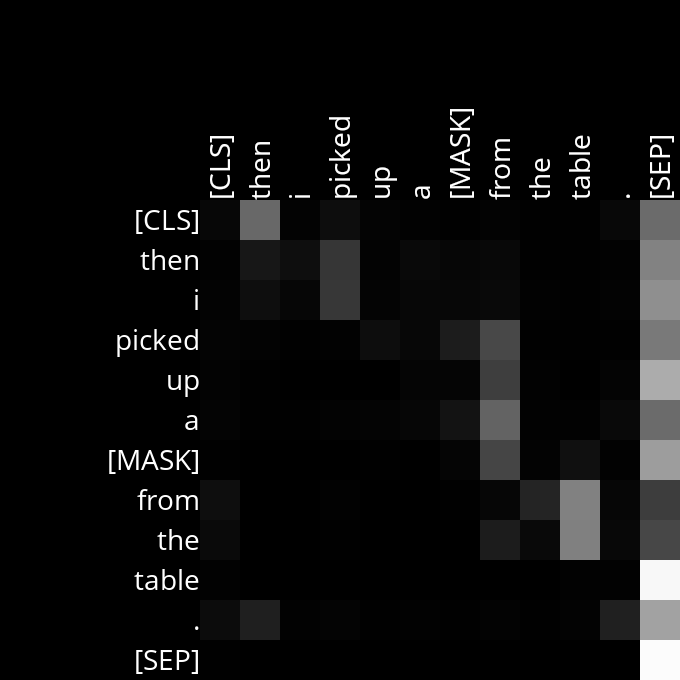 [CLS] then i picked up a [MASK] from the table . [SEP]
[CLS]
then
i
picked
up
a
[MASK]
from
the
table
.
[SEP]